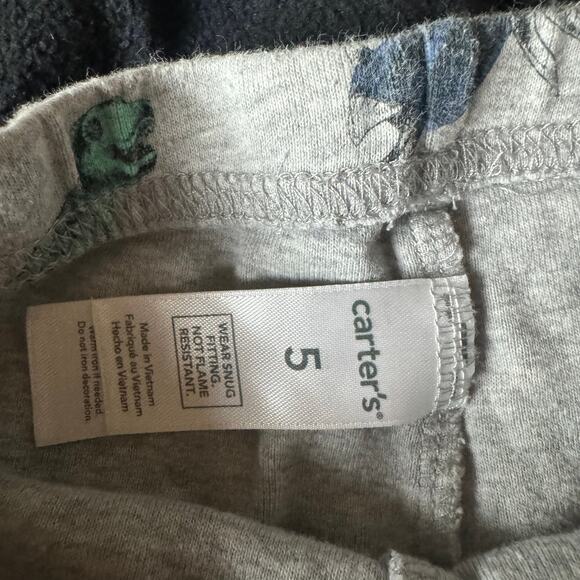 carter's®
5
WEAR SNUG
FITTING.
NOT FLAME
RESISTANT.
Made in Vietnam
Fabriqué au Vietnam
Hecho en Vietnam
Warm iron if needed.
Do not iron decoration.